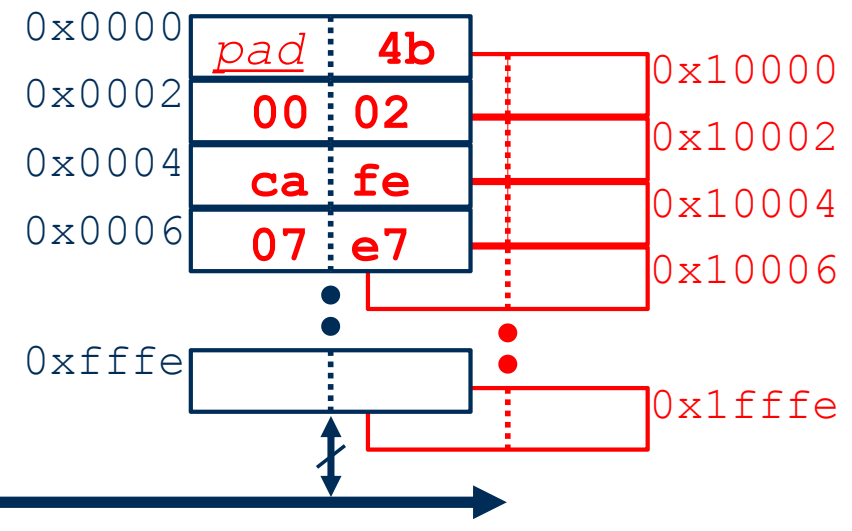 0x0000 pad 4b 0x10000
0x0002 00 02 0x10002
0x0004 ca fe 0x10004
0x0006 07 e7 0x10006
0xfffe 0x1fffe